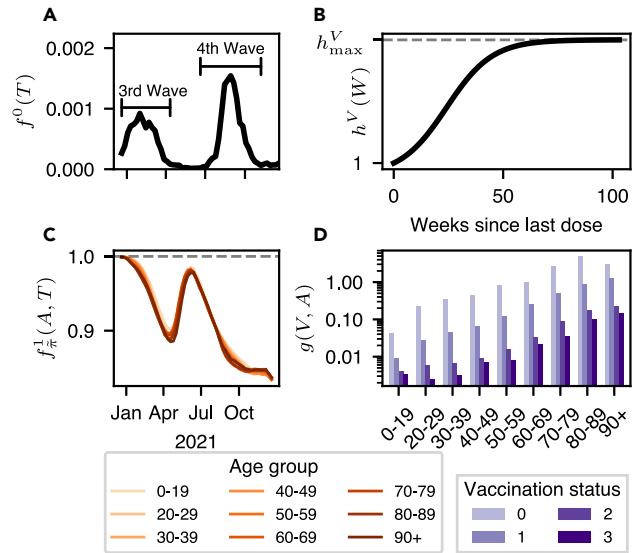 A
f⁰(T)
0.002
0.001
0.000
3rd Wave
4th Wave
B
h^V(W)
h^V_max
1
0
50
100
Weeks since last dose
C
f¹_π̃(A, T)
1.0
0.9
Jan
Apr
Jul
Oct
2021
D
g(V, A)
1.00
0.10
0.01
0-19
20-29
30-39
40-49
50-59
60-69
70-79
80-89
90+
Age group
0-19
20-29
30-39
40-49
50-59
60-69
70-79
80-89
90+
Vaccination status
0
1
2
3